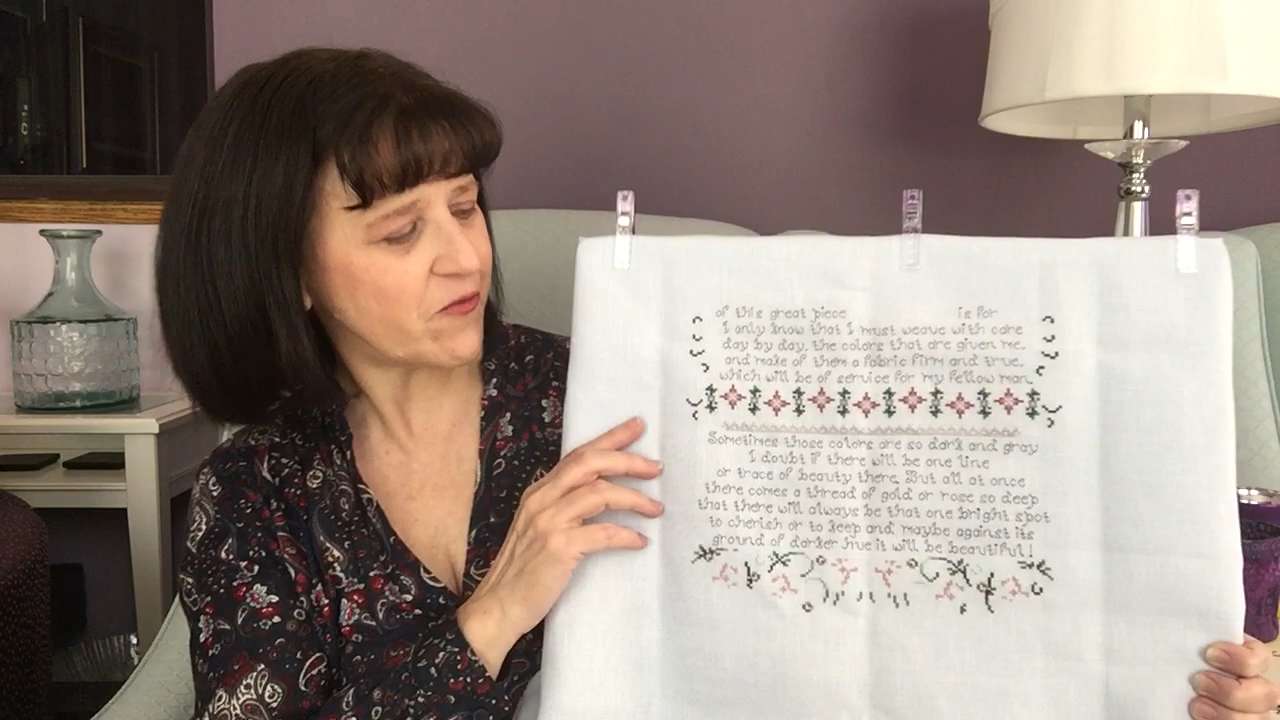 of this great piece is for
I only know that I must weave with care
day by day, the colors that are given me,
and make of them a fabric firm and true,
which will be of service for my fellow man.
Sometimes those colors are so dark and gray
I doubt if there will be one line
or trace of beauty there. But all at once
there comes a thread of gold or rose so deep
that there will always be that one bright spot
to cherish or to keep and maybe against its
ground of darker hue it will be beautiful!